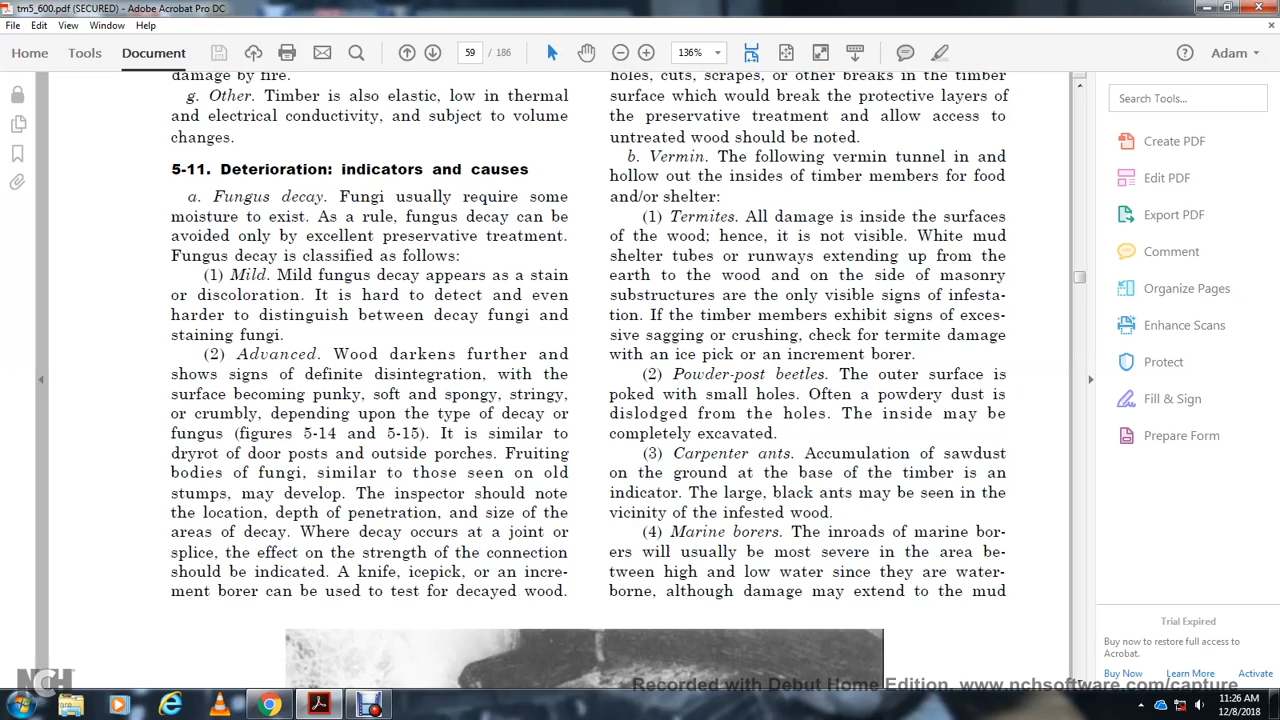 tm5_600.pdf (SECURED) - Adobe Acrobat Pro DC
File Edit View Window Help
Home Tools Document 59 / 186 136% Adam
damage by fire.
g. Other. Timber is also elastic, low in thermal
and electrical conductivity, and subject to volume
changes.
5-11. Deterioration: indicators and causes
a. Fungus decay. Fungi usually require some
moisture to exist. As a rule, fungus decay can be
avoided only by excellent preservative treatment.
Fungus decay is classified as follows:
(1) Mild. Mild fungus decay appears as a stain
or discoloration. It is hard to detect and even
harder to distinguish between decay fungi and
staining fungi.
(2) Advanced. Wood darkens further and
shows signs of definite disintegration, with the
surface becoming punky, soft and spongy, stringy,
or crumbly, depending upon the type of decay or
fungus (figures 5-14 and 5-15). It is similar to
dryrot of door posts and outside porches. Fruiting
bodies of fungi, similar to those seen on old
stumps, may develop. The inspector should note
the location, depth of penetration, and size of the
areas of decay. Where decay occurs at a joint or
splice, the effect on the strength of the connection
should be indicated. A knife, icepick, or an incre-
ment borer can be used to test for decayed wood.
holes, cuts, scrapes, or other breaks in the timber
surface which would break the protective layers of
the preservative treatment and allow access to
untreated wood should be noted.
b. Vermin. The following vermin tunnel in and
hollow out the insides of timber members for food
and/or shelter:
(1) Termites. All damage is inside the surfaces
of the wood; hence, it is not visible. White mud
shelter tubes or runways extending up from the
earth to the wood and on the side of masonry
substructures are the only visible signs of infesta-
tion. If the timber members exhibit signs of exces-
sive sagging or crushing, check for termite damage
with an ice pick or an increment borer.
(2) Powder-post beetles. The outer surface is
poked with small holes. Often a powdery dust is
dislodged from the holes. The inside may be
completely excavated.
(3) Carpenter ants. Accumulation of sawdust
on the ground at the base of the timber is an
indicator. The large, black ants may be seen in the
vicinity of the infested wood.
(4) Marine borers. The inroads of marine bor-
ers will usually be most severe in the area be-
tween high and low water since they are water-
borne, although damage may extend to the mud
Search Tools...
Create PDF
Edit PDF
Export PDF
Comment
Organize Pages
Enhance Scans
Protect
Fill & Sign
Prepare Form
Trial Expired
Buy now to restore full access to
Acrobat.
Buy Now Learn More Activate
NCH
Recorded with Debut Home Edition. www.nchsoftware.com/capture
11:26 AM
12/8/2018